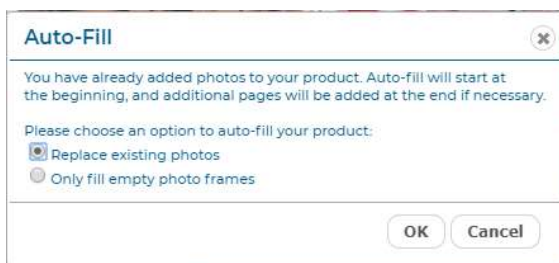 Auto-Fill
You have already added photos to your product. Auto-fill will start at
the beginning, and additional pages will be added at the end if necessary.
Please choose an option to auto-fill your product:
Replace existing photos
Only fill empty photo frames
OK Cancel